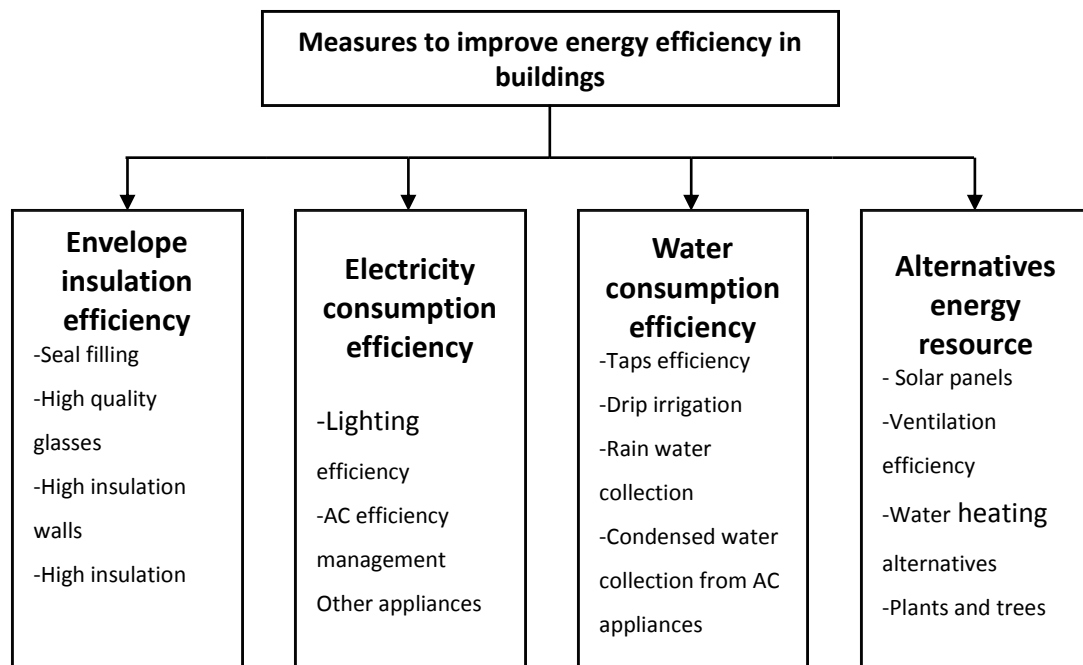 Measures to improve energy efficiency in
buildings
Envelope
insulation
efficiency
-Seal filling
-High quality
glasses
-High insulation
walls
-High insulation
Electricity
consumption
efficiency
-Lighting
efficiency
-AC efficiency
management
Other appliances
Water
consumption
efficiency
-Taps efficiency
-Drip irrigation
-Rain water
collection
-Condensed water
collection from AC
appliances
Alternatives
energy
resource
- Solar panels
-Ventilation
efficiency
-Water heating
alternatives
-Plants and trees